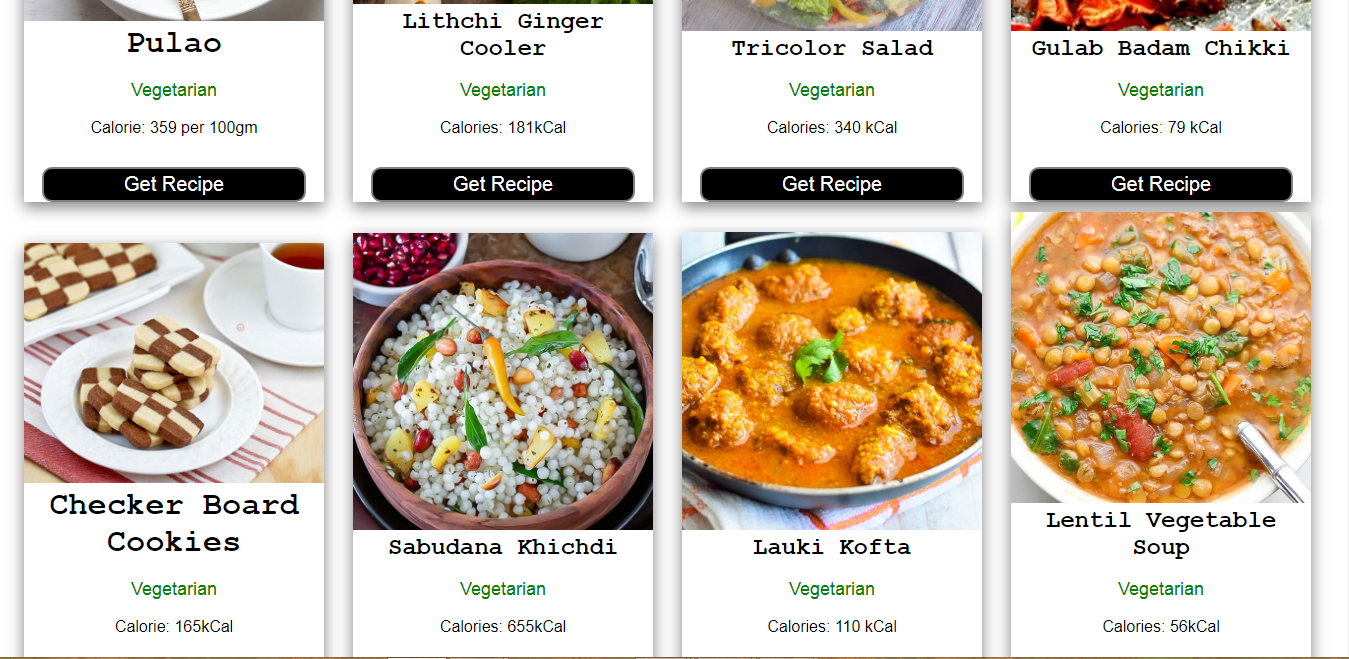 Pulao
Vegetarian
Calorie: 359 per 100gm
Get Recipe
Lithchi Ginger
Cooler
Vegetarian
Calories: 181kCal
Get Recipe
Tricolor Salad
Vegetarian
Calories: 340 kCal
Get Recipe
Gulab Badam Chikki
Vegetarian
Calories: 79 kCal
Get Recipe
Checker Board
Cookies
Vegetarian
Calorie: 165kCal
Sabudana Khichdi
Vegetarian
Calories: 655kCal
Lauki Kofta
Vegetarian
Calories: 110 kCal
Lentil Vegetable
Soup
Vegetarian
Calories: 56kCal